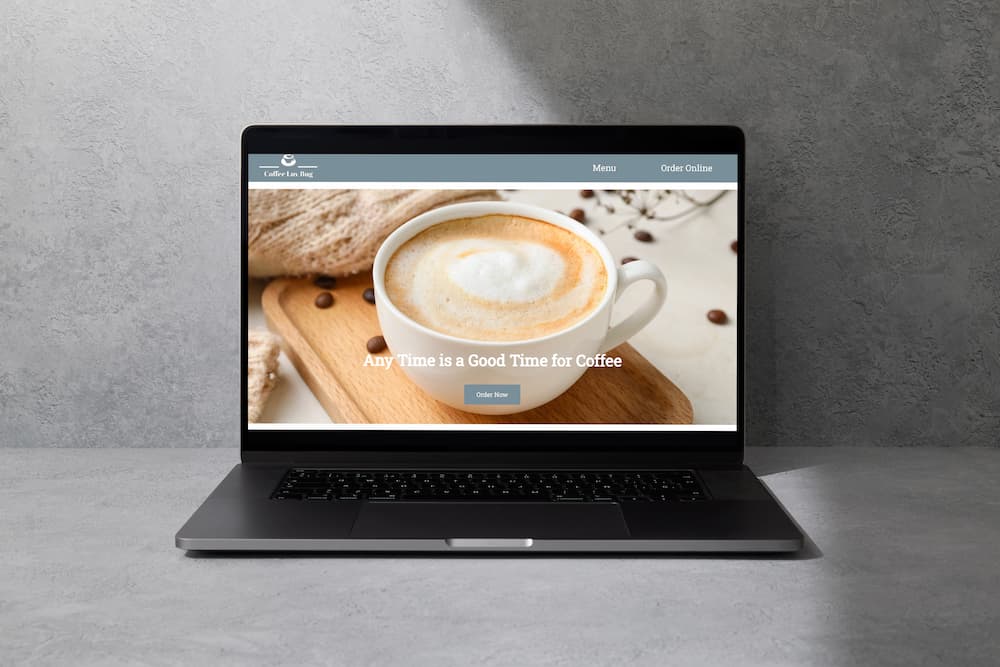 Coffee Luv Bug
Menu
Order Online
Any Time is a Good Time for Coffee
Order Now